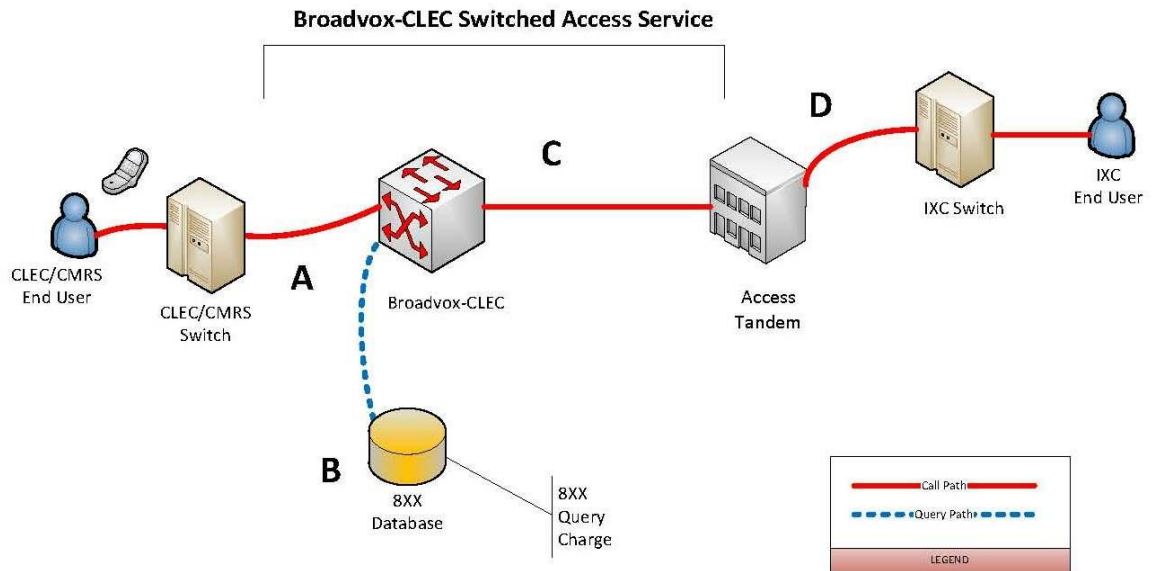 Broadvox-CLEC Switched Access Service
D
C
A
B
CLEC/CMRS
End User
CLEC/CMRS
Switch
Broadvox-CLEC
Access
Tandem
IXC Switch
IXC
End User
8XX
Database
8XX
Query
Charge
Call Path
Query Path
LEGEND